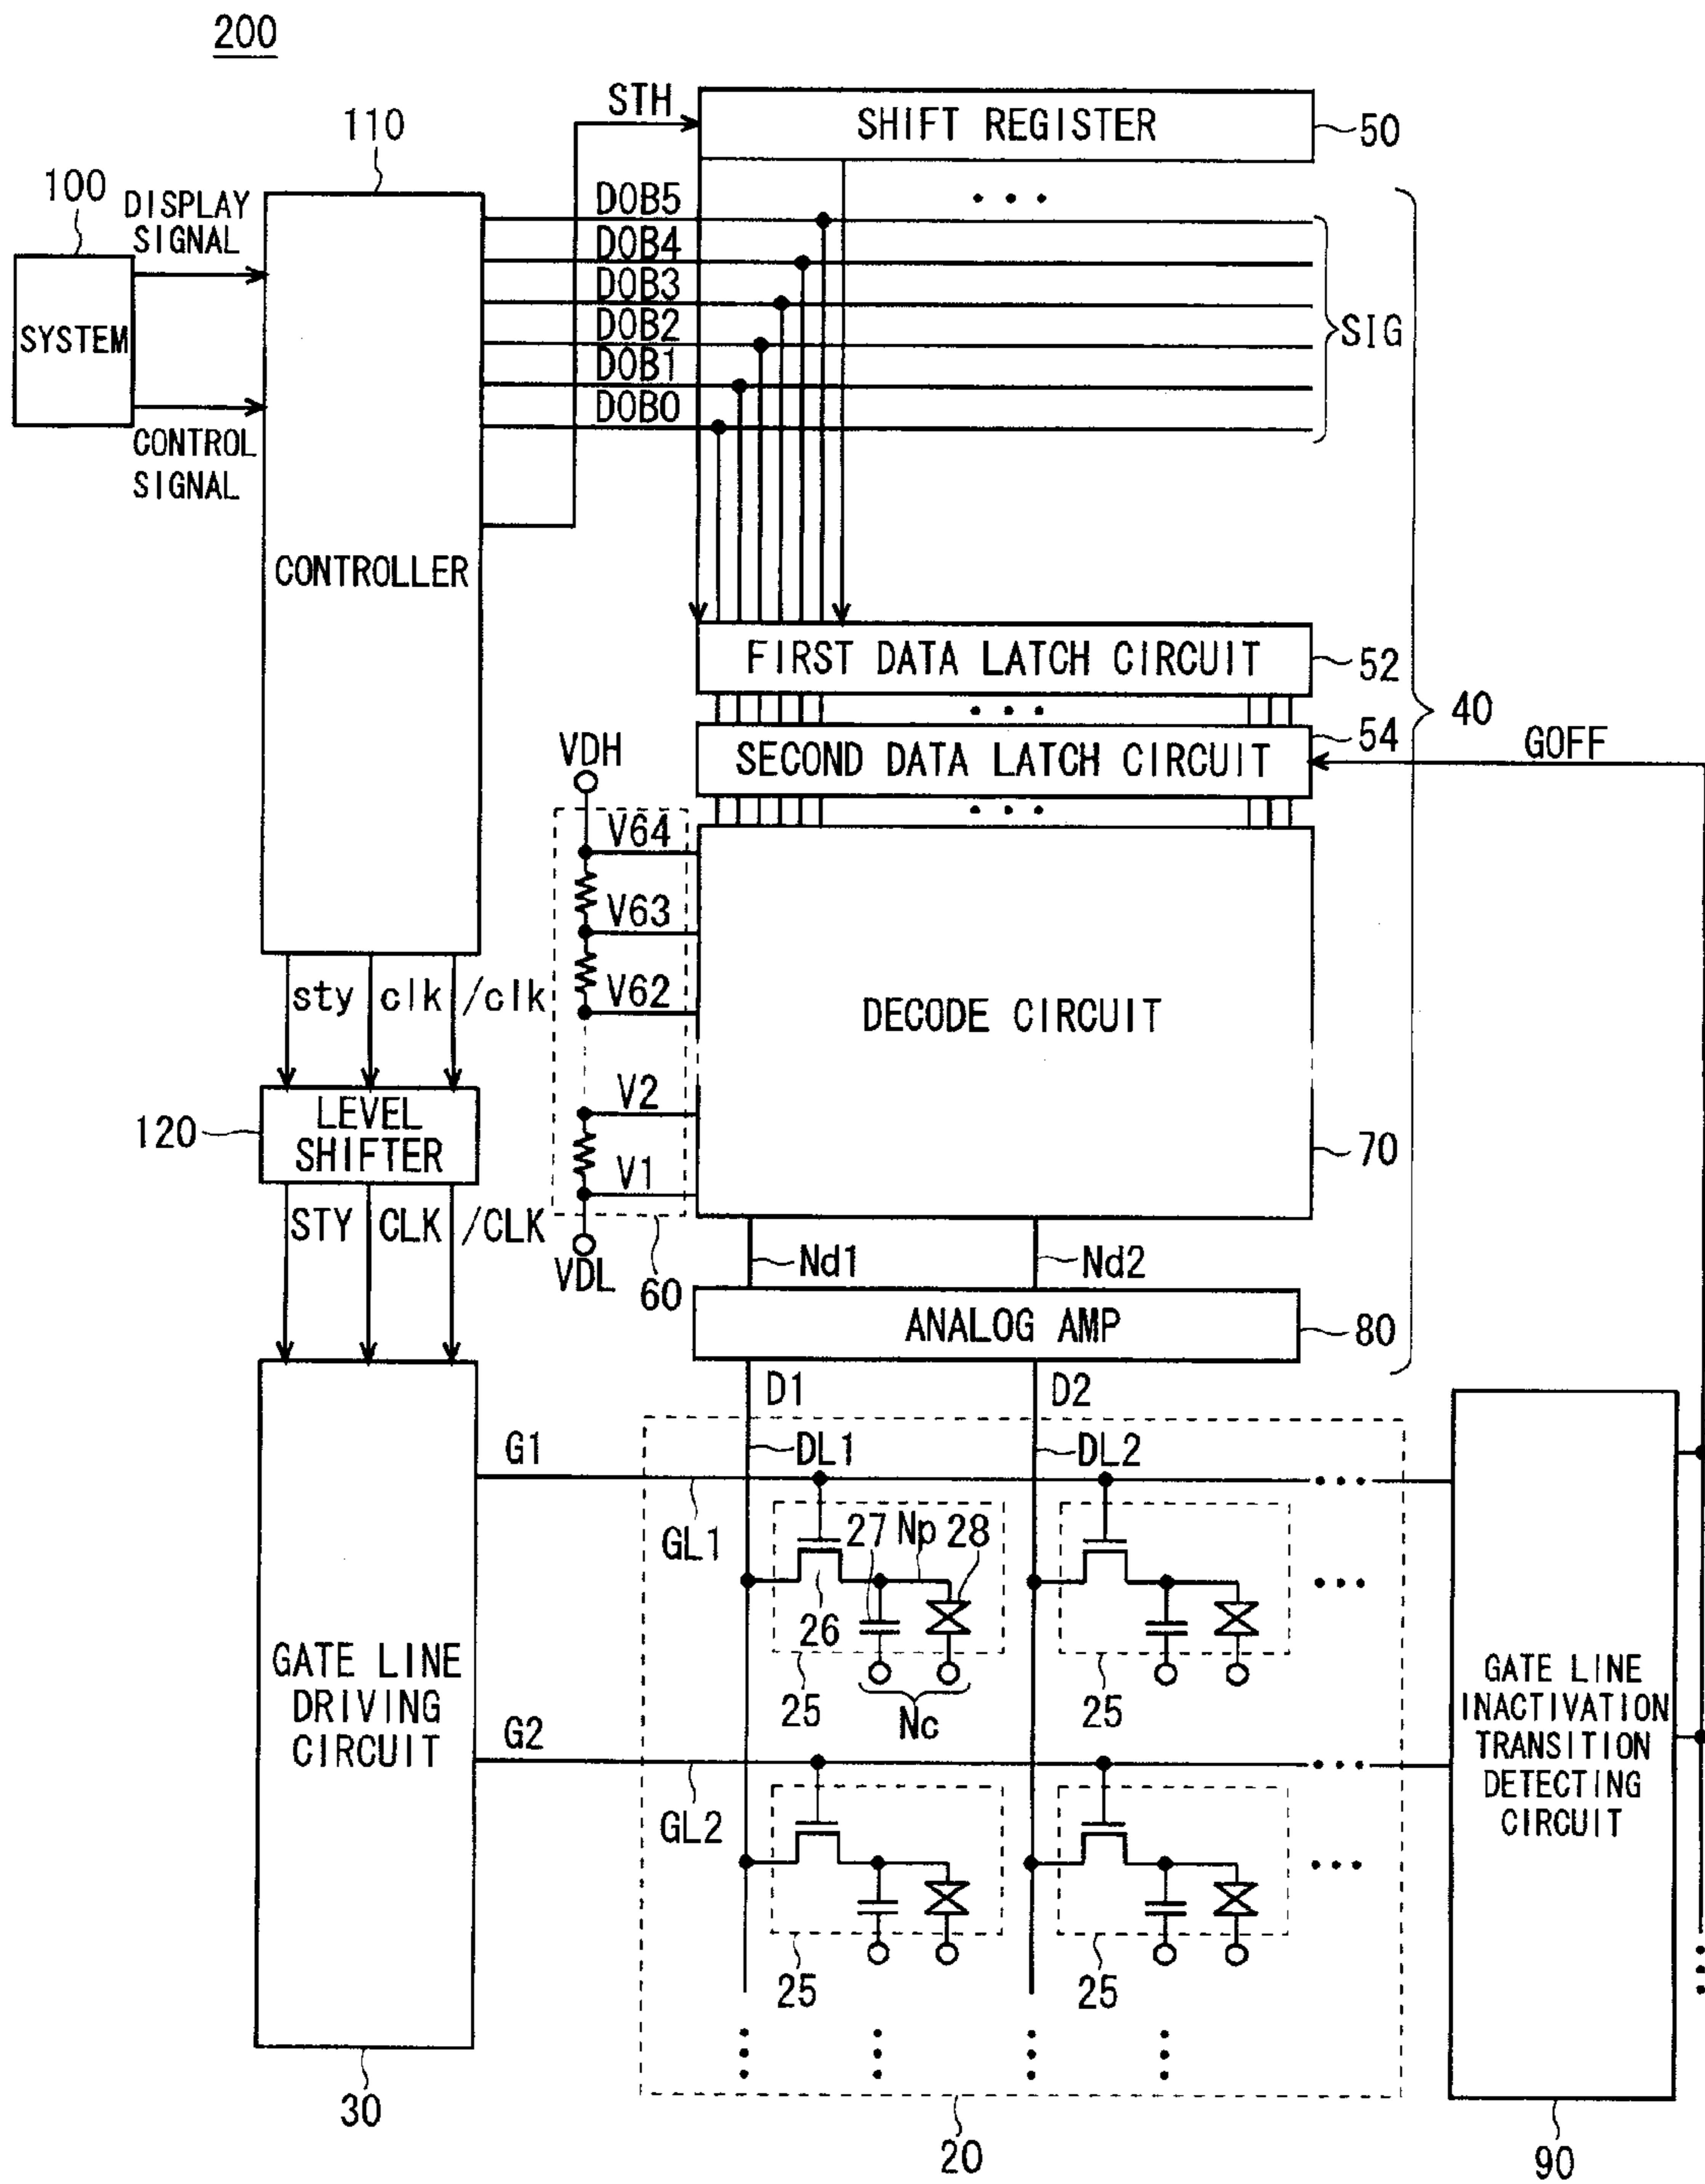 200
STH
SHIFT REGISTER
50
110
100
DISPLAY
SIGNAL
SYSTEM
CONTROL
SIGNAL
CONTROLLER
DOB5
DOB4
DOB3
DOB2
DOB1
DOB0
SIG
FIRST DATA LATCH CIRCUIT
52
40
SECOND DATA LATCH CIRCUIT
54
GOFF
VDH
V64
V63
V62
V2
V1
VDL
60
DECODE CIRCUIT
70
sty
clk
/clk
LEVEL
SHIFTER
120
STY
CLK
/CLK
Nd1
Nd2
ANALOG AMP
80
D1
D2
DL1
DL2
G1
GL1
27
Np
28
26
25
Nc
25
GATE LINE
DRIVING
CIRCUIT
G2
GL2
25
25
GATE LINE
INACTIVATION
TRANSITION
DETECTING
CIRCUIT
30
20
90